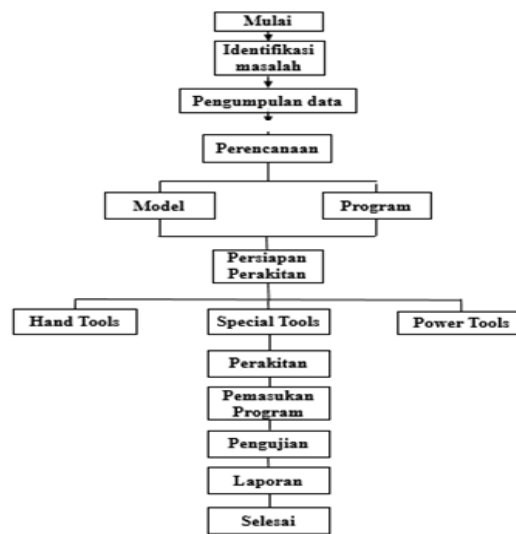 Mulai
Identifikasi
masalah
Pengumpulan data
Perencanaan
Model
Program
Persiapan
Perakitan
Hand Tools
Special Tools
Power Tools
Perakitan
Pemasukan
Program
Pengujian
Laporan
Selesai